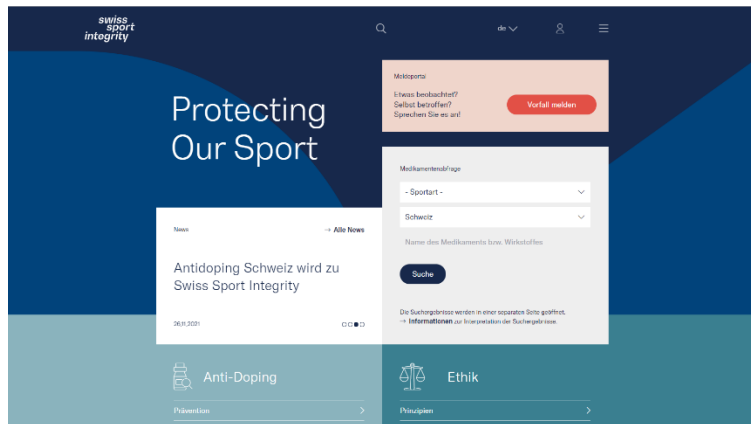 swiss
sport
integrity
de
Protecting
Our Sport
Meldeportal
Etwas beobachtet?
Selbst betroffen?
Sprechen Sie es an!
Vorfall melden
Medikamentenabfrage
- Sportart -
Schweiz
Name des Medikaments bzw. Wirkstoffes
Suche
Die Suchergebnisse werden in einer separaten Seite geöffnet.
→ Informationen zur Interpretation der Suchergebnisse.
News
→ Alle News
Antidoping Schweiz wird zu
Swiss Sport Integrity
26.11.2021
Anti-Doping
Prävention
Ethik
Prinzipien